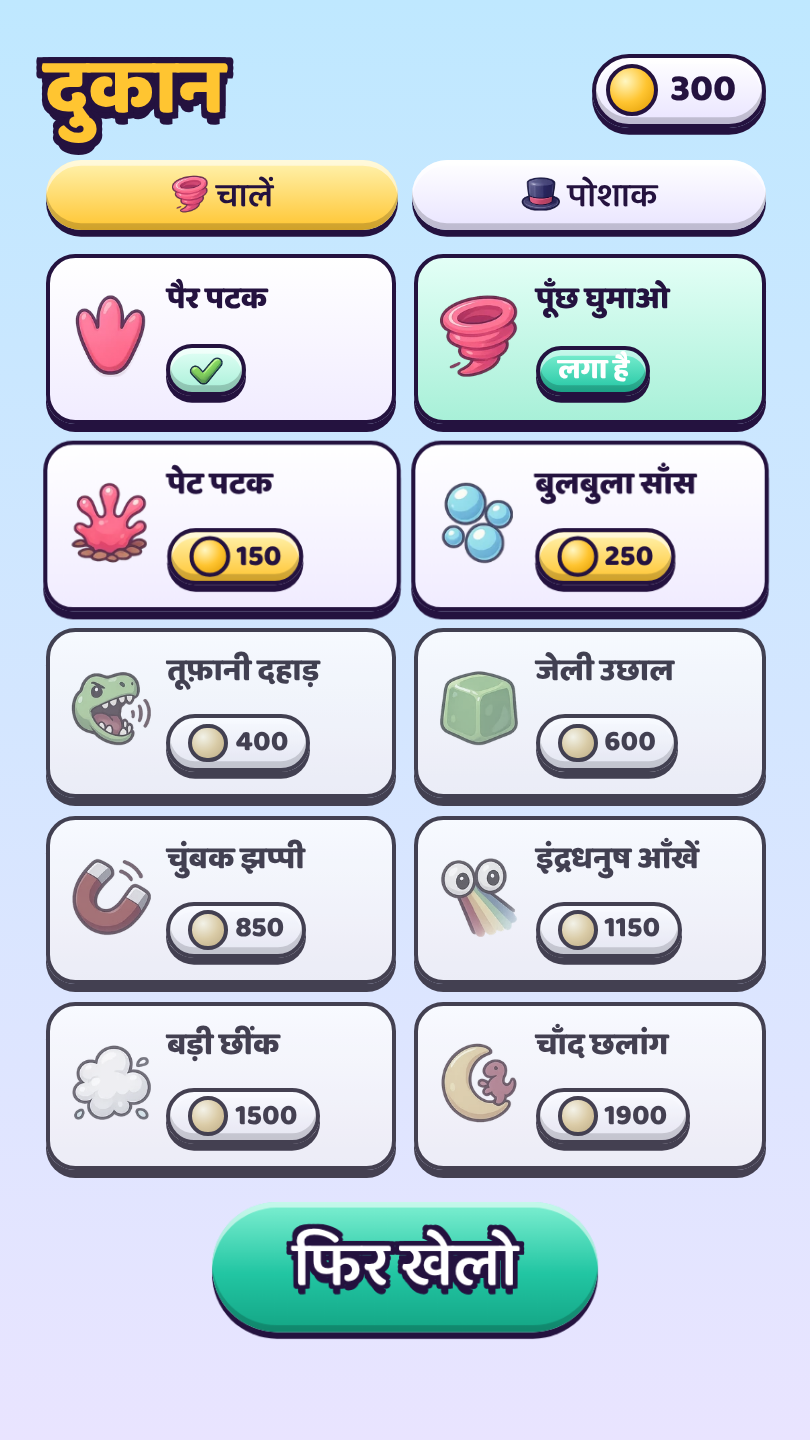 दुकान
300
चालें
पोशाक
पैर पटक
पूँछ घुमाओ
लगा है
पेट पटक
बुलबुला साँस
150
250
तूफ़ानी दहाड़
जेली उछाल
400
600
चुंबक झप्पी
इंद्रधनुष आँखें
850
1150
बड़ी छींक
चाँद छलांग
1500
1900
फिर खेलो